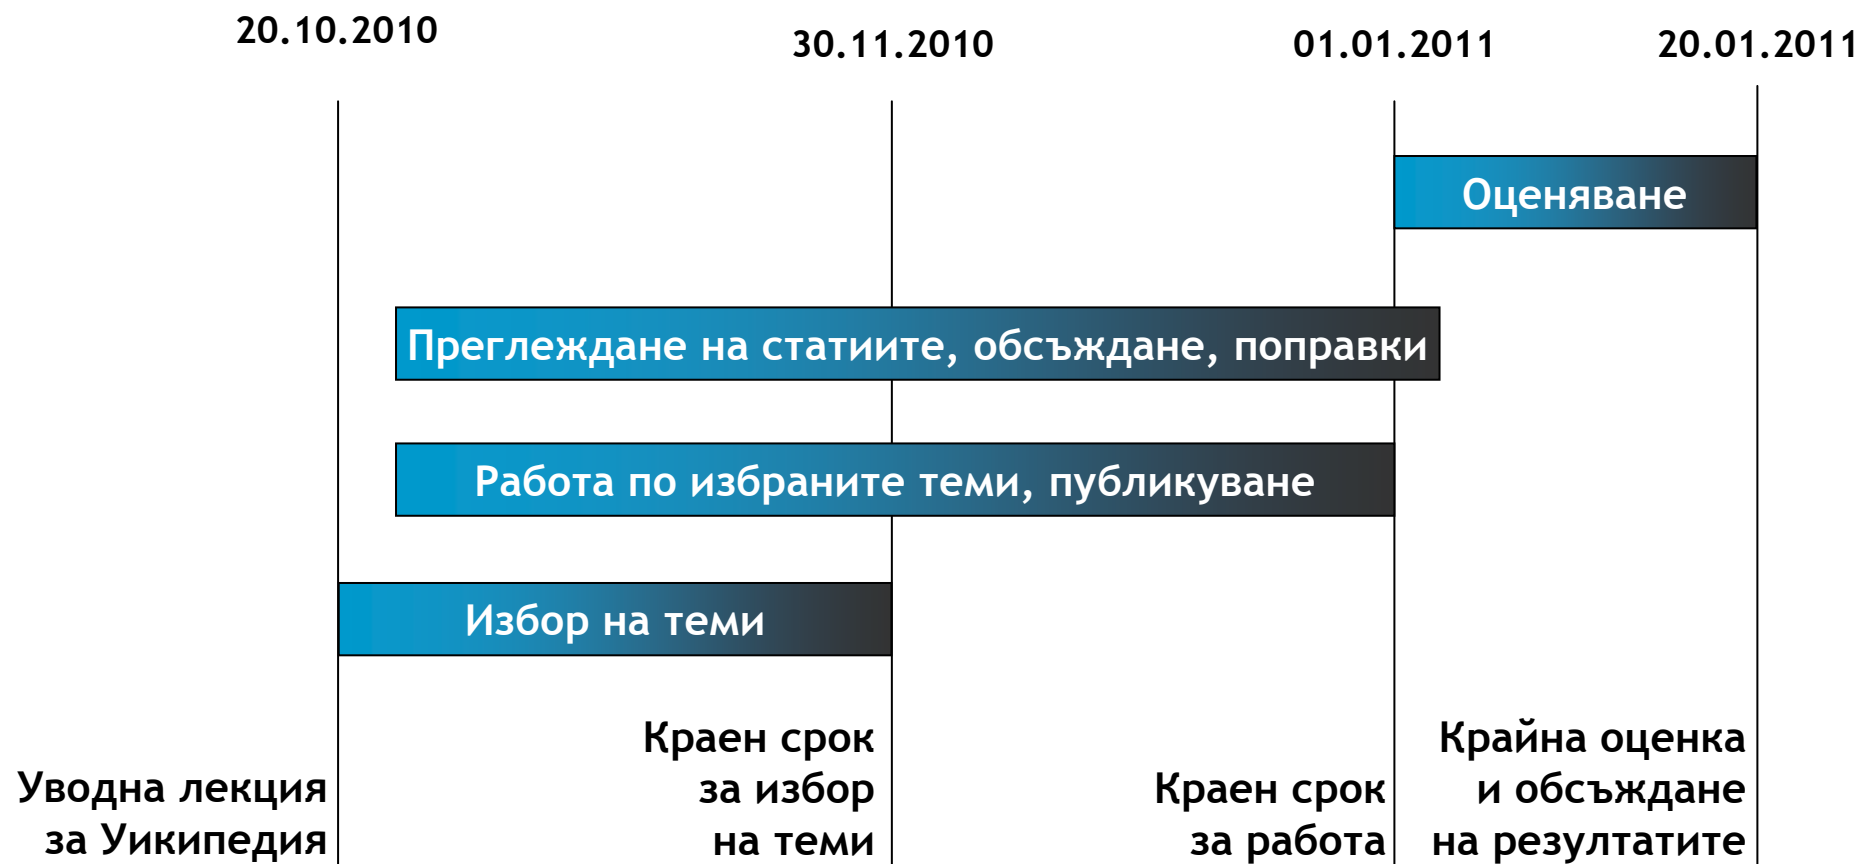 20.10.2010
30.11.2010
01.01.2011
20.01.2011
Оценяване
Преглеждане на статиите, обсъждане, поправки
Работа по избраните теми, публикуване
Избор на теми
Уводна лекция
за Уикипедия
Краен срок
за избор
на теми
Краен срок
за работа
Крайна оценка
и обсъждане
на резултатите